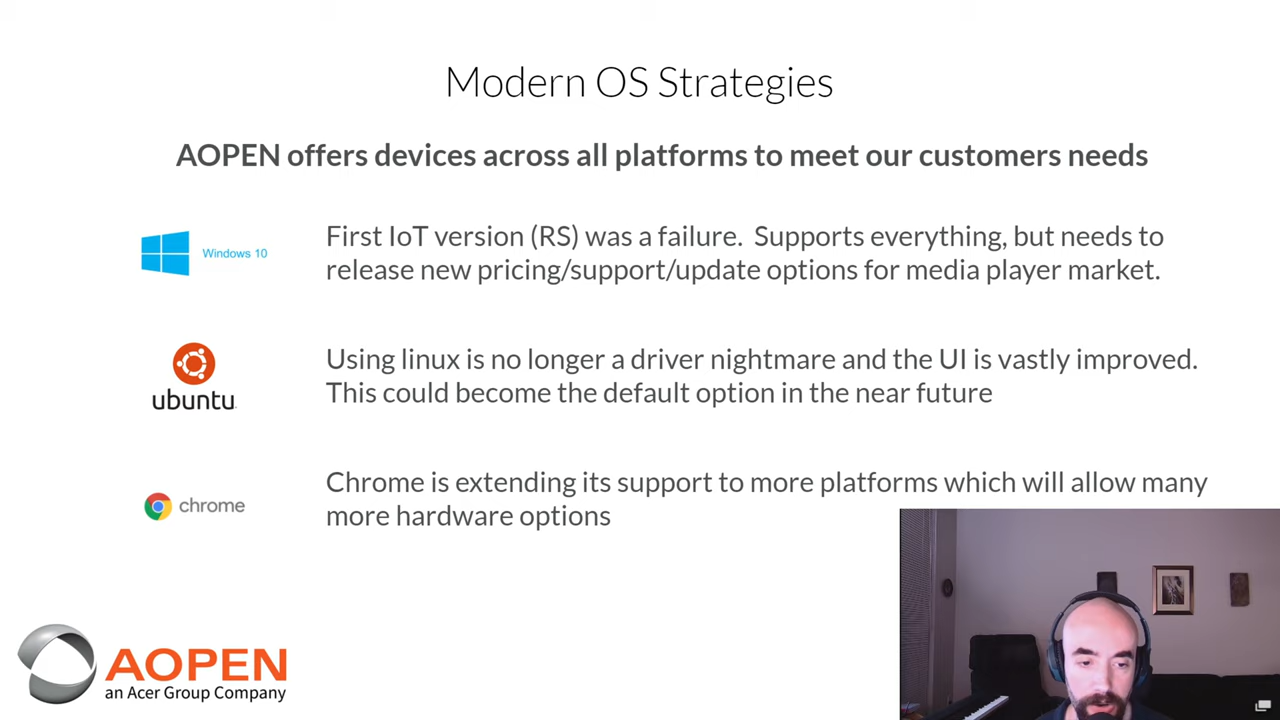 Modern OS Strategies
AOPEN offers devices across all platforms to meet our customers needs
Windows 10
First IoT version (RS) was a failure.  Supports everything, but needs to
release new pricing/support/update options for media player market.
ubuntu
Using linux is no longer a driver nightmare and the UI is vastly improved.
This could become the default option in the near future
chrome
Chrome is extending its support to more platforms which will allow many
more hardware options
AOPEN
an Acer Group Company